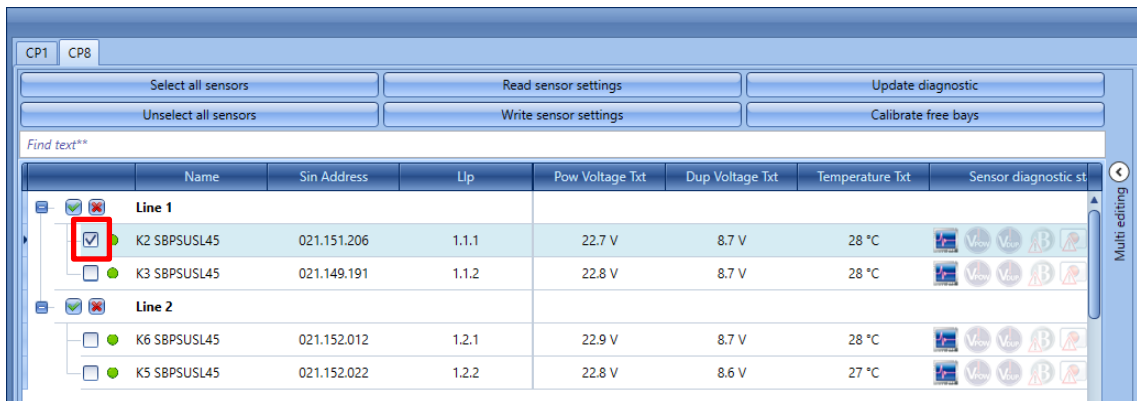 CP1 CP8
Select all sensors Read sensor settings Update diagnostic
Unselect all sensors Write sensor settings Calibrate free bays
Find text**
Name Sin Address Llp Pow Voltage Txt Dup Voltage Txt Temperature Txt Sensor diagnostic st
Multi editing
Line 1
K2 SBPSUSL45 021.151.206 1.1.1 22.7 V 8.7 V 28 °C
K3 SBPSUSL45 021.149.191 1.1.2 22.8 V 8.7 V 28 °C
Line 2
K6 SBPSUSL45 021.152.012 1.2.1 22.9 V 8.7 V 28 °C
K5 SBPSUSL45 021.152.022 1.2.2 22.8 V 8.6 V 27 °C